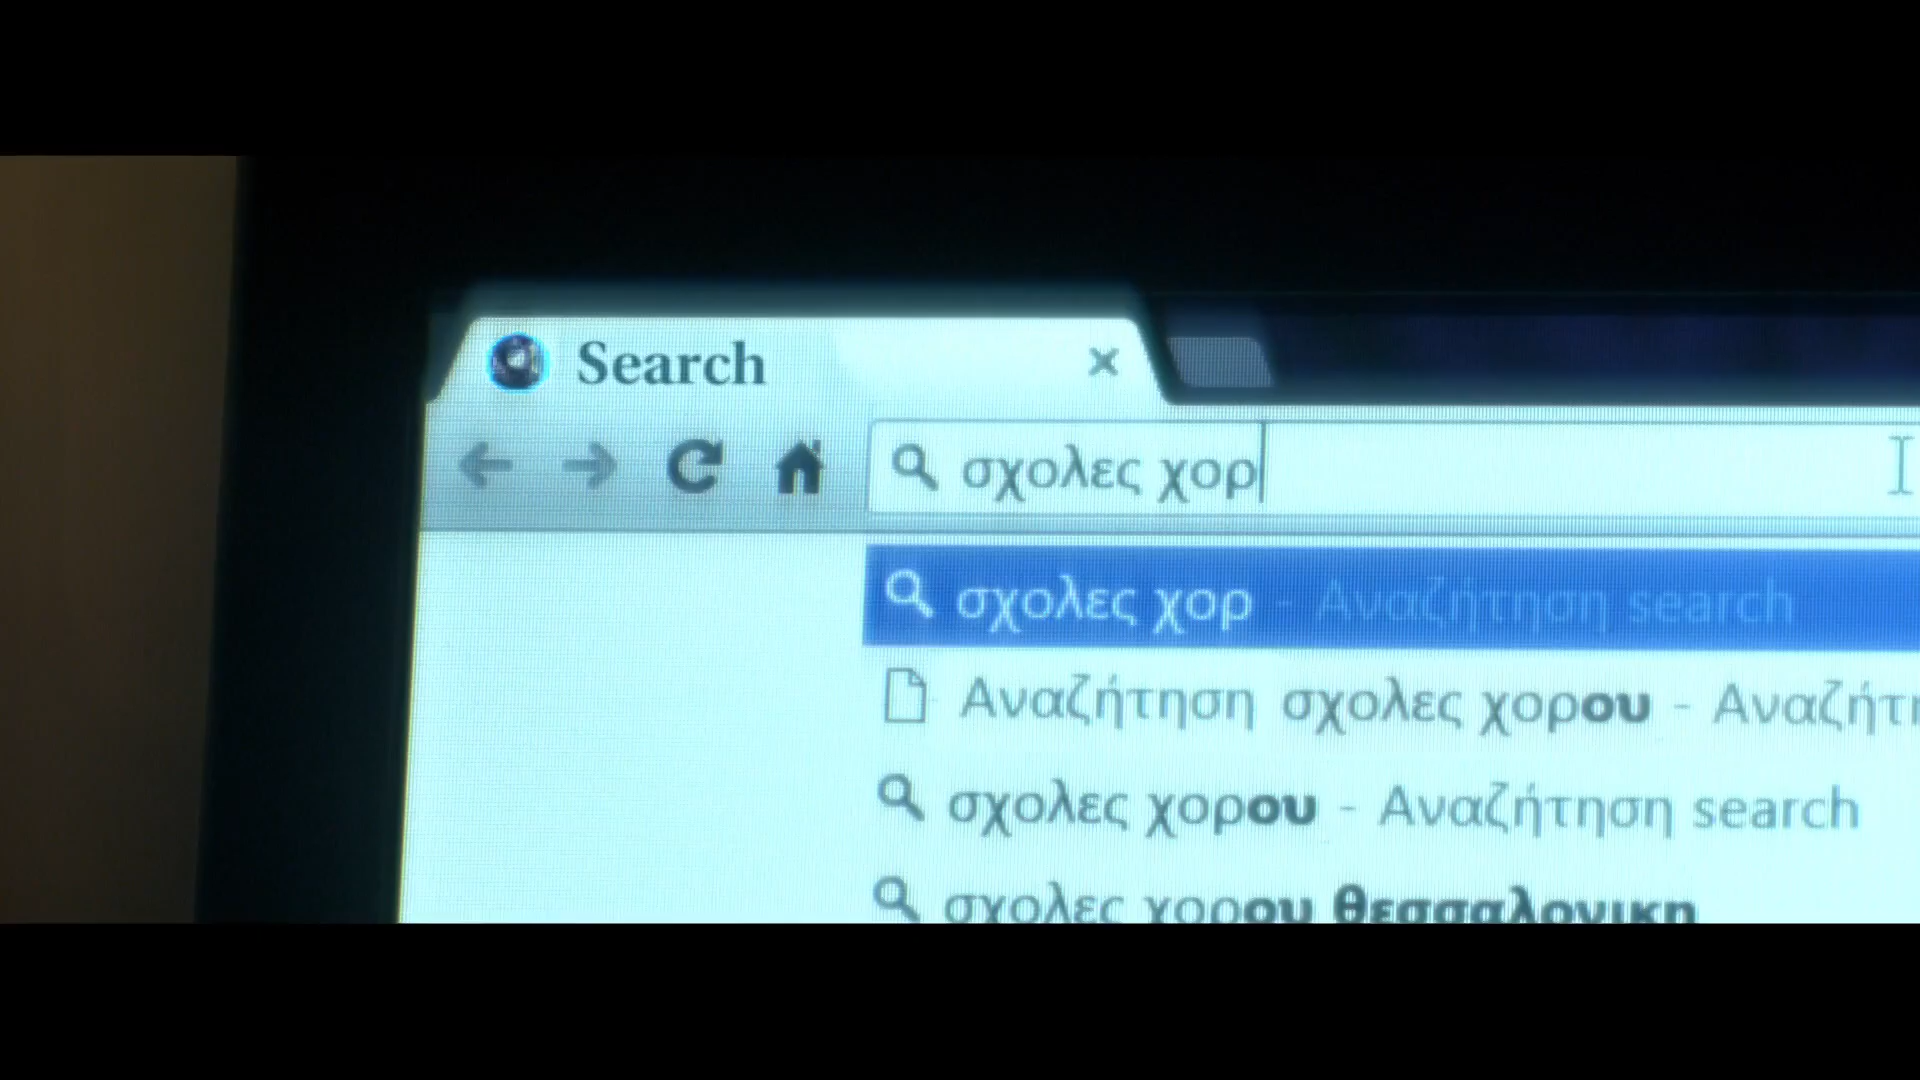 Search
σχολες χορ
σχολες χορ - Αναζήτηση search
Αναζήτηση σχολες χορου - Αναζήτ
σχολες χορου - Αναζήτηση search
σχολες χορου θεσσαλονικη